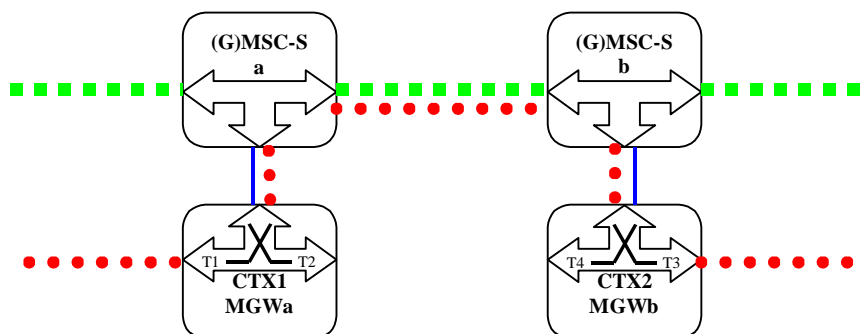 (G)MSC-S
a
(G)MSC-S
b
T1
T2
CTX1
MGWa
T4
T3
CTX2
MGWb